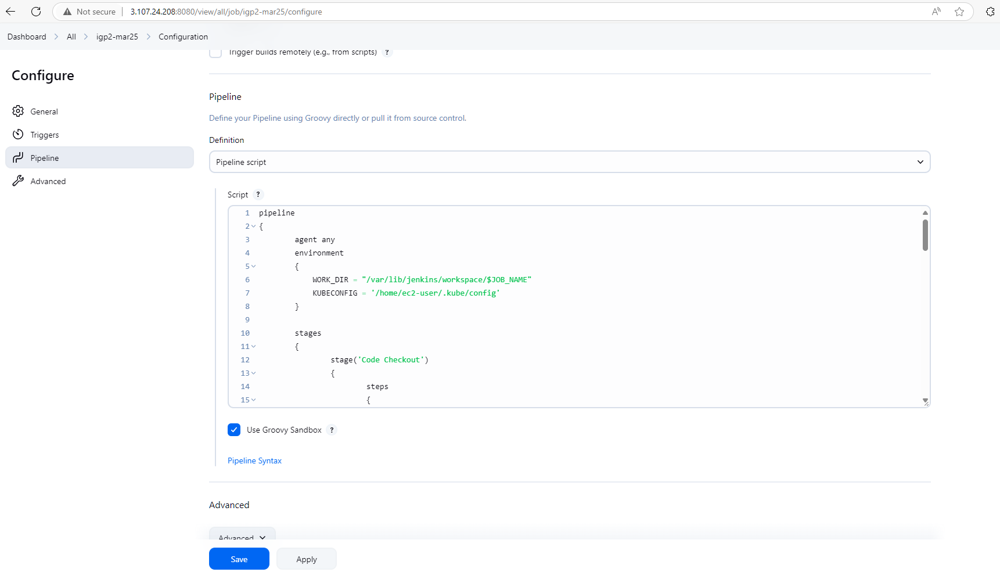 Not secure
3.107.24.208:8080/view/all/job/igp2-mar25/configure
Dashboard
All
igp2-mar25
Configuration
Trigger builds remotely (e.g., from scripts) ?
Configure
General
Triggers
Pipeline
Advanced
Pipeline
Define your Pipeline using Groovy directly or pull it from source control.
Definition
Pipeline script
Script ?
1 pipeline
2 {
3 agent any
4 environment
5 {
6 WORK_DIR = "/var/lib/jenkins/workspace/$JOB_NAME"
7 KUBECONFIG = '/home/ec2-user/.kube/config'
8 }
9
10 stages
11 {
12 stage('Code Checkout')
13 {
14 steps
15 {
Use Groovy Sandbox ?
Pipeline Syntax
Advanced
Advanced
Save
Apply